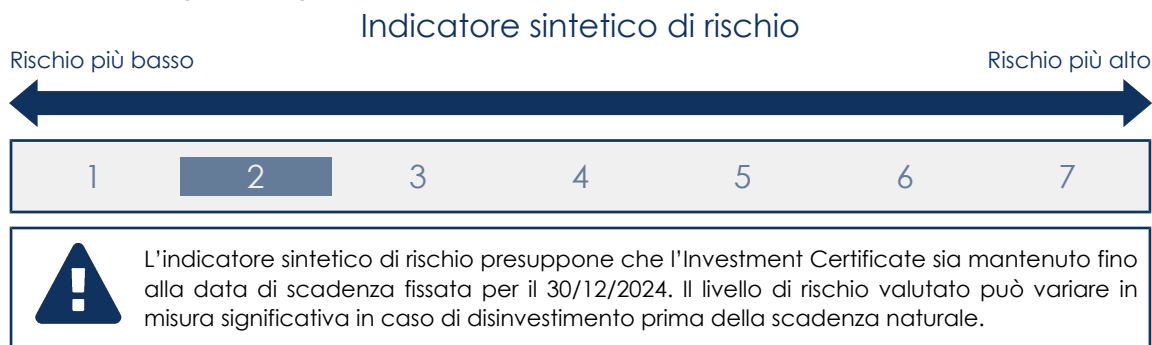 Indicatore sintetico di rischio
Rischio più basso
Rischio più alto
1 2 3 4 5 6 7
L'indicatore sintetico di rischio presuppone che l'Investment Certificate sia mantenuto fino
alla data di scadenza fissata per il 30/12/2024. Il livello di rischio valutato può variare in
misura significativa in caso di disinvestimento prima della scadenza naturale.